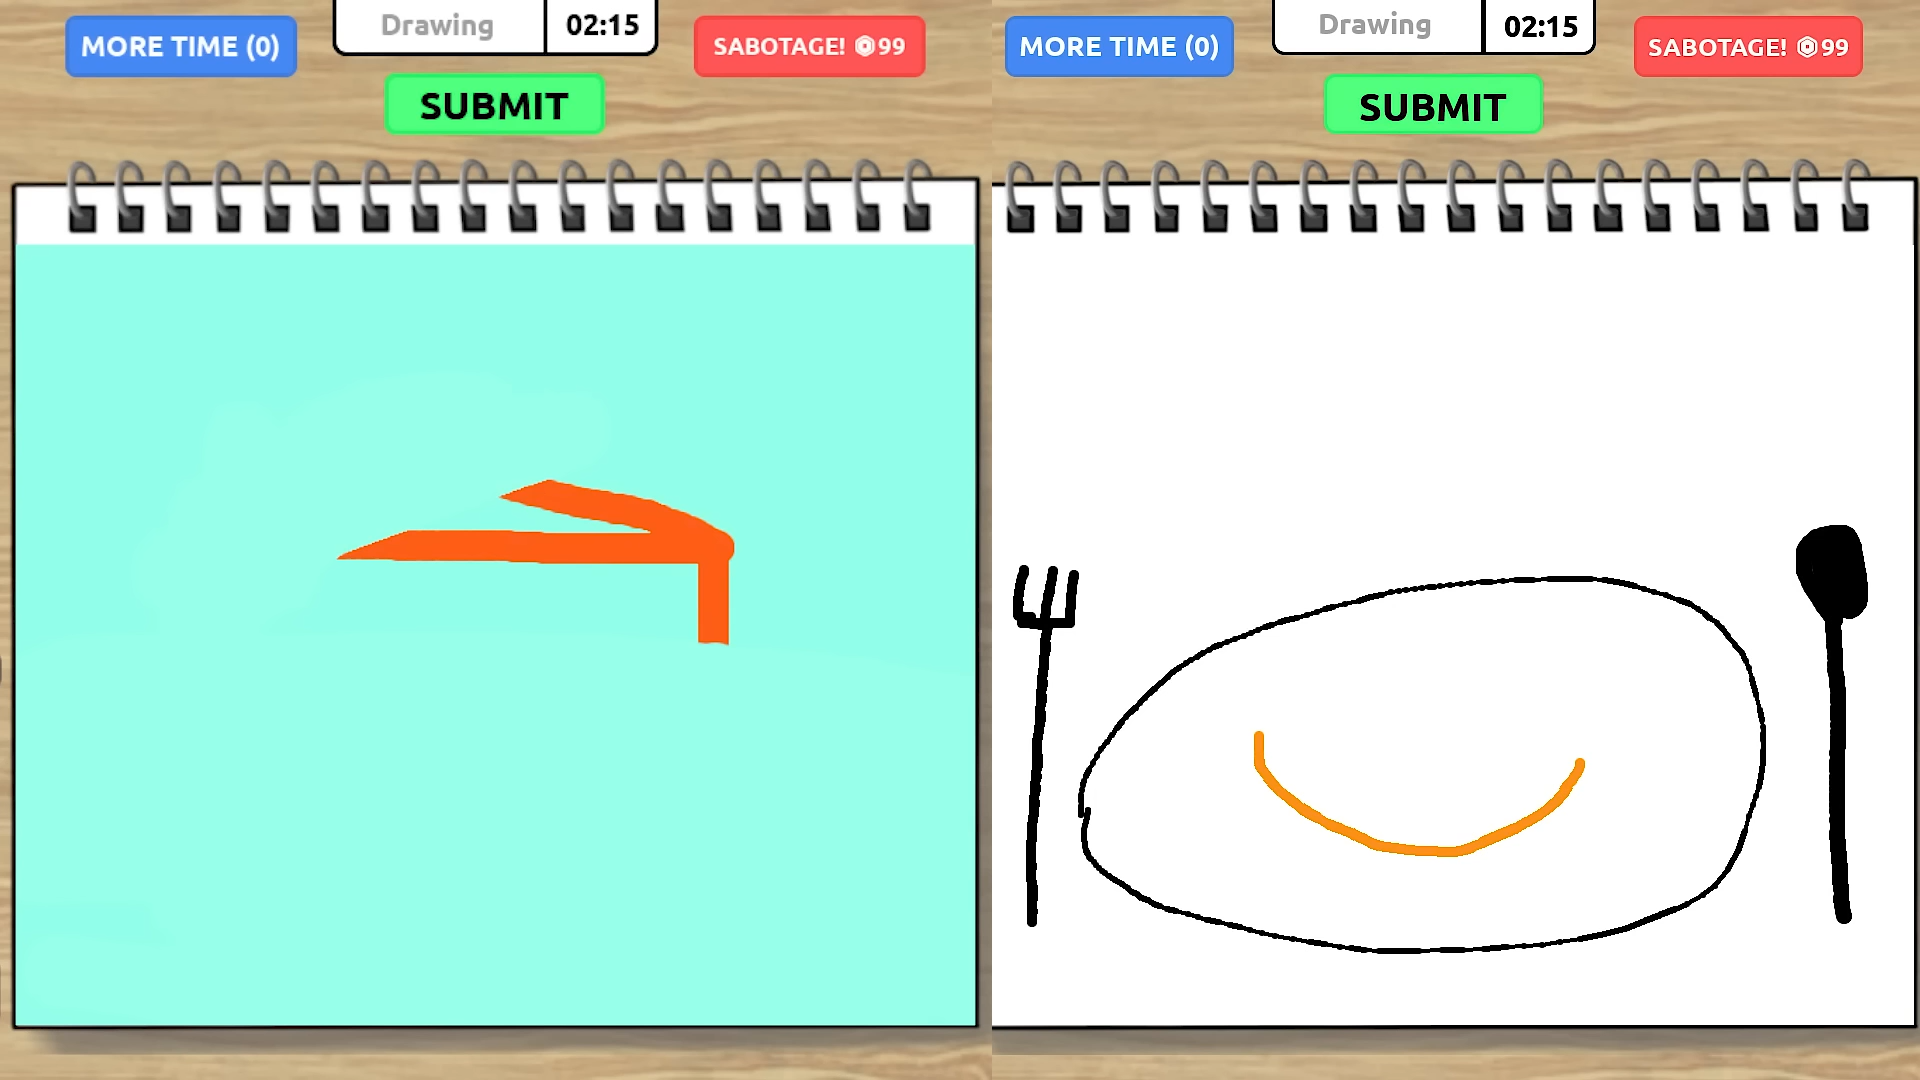 MORE TIME (0)
Drawing
02:15
SABOTAGE! 99
SUBMIT
MORE TIME (0)
Drawing
02:15
SABOTAGE! 99
SUBMIT